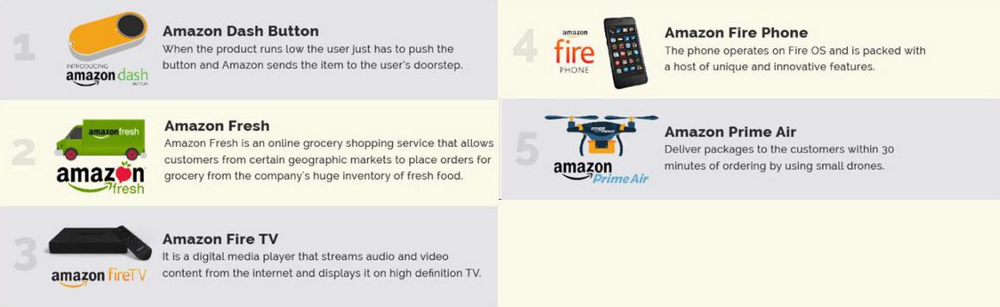 1
INTRODUCING
amazon dash
BUTTON
Amazon Dash Button
When the product runs low the user just has to push the
button and Amazon sends the item to the user's doorstep.
2
amazonfresh
amazon
fresh
Amazon Fresh
Amazon Fresh is an online grocery shopping service that allows
customers from certain geographic markets to place orders for
grocery from the company's huge inventory of fresh food.
3
amazon fireTV
Amazon Fire TV
It is a digital media player that streams audio and video
content from the internet and displays it on high definition TV.
4
amazon
fire
PHONE
Amazon Fire Phone
The phone operates on Fire OS and is packed with
a host of unique and innovative features.
5
amazon
PrimeAir
Amazon Prime Air
Deliver packages to the customers within 30
minutes of ordering by using small drones.